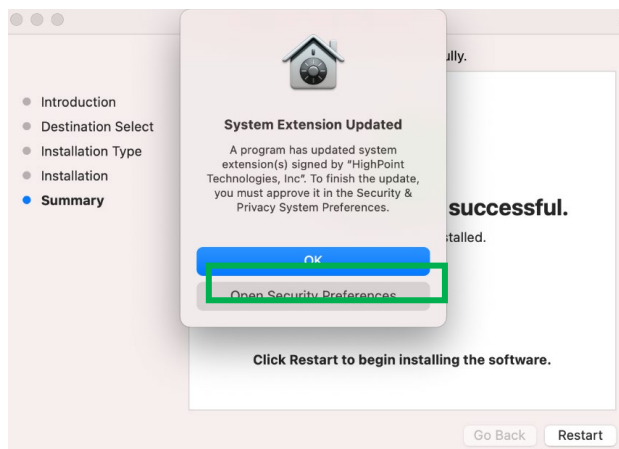 ully.
Introduction
Destination Select
Installation Type
Installation
Summary
System Extension Updated
A program has updated system
extension(s) signed by "HighPoint
Technologies, Inc". To finish the update,
you must approve it in the Security &
Privacy System Preferences.
successful.
stalled.
OK
Open Security Preferences
Click Restart to begin installing the software.
Go Back
Restart